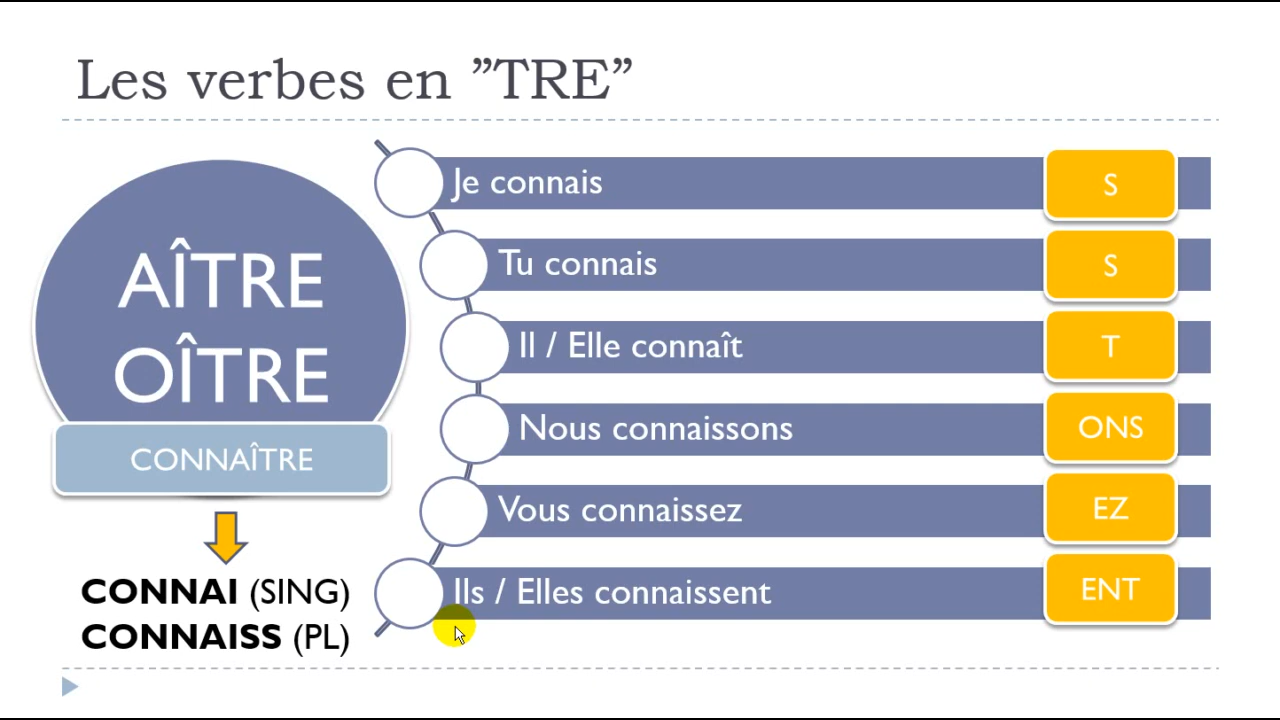 Les verbes en ”TRE”
AÎTRE
OÎTRE
CONNAÎTRE
CONNAI (SING)
CONNAISS (PL)
Je connais S
Tu connais S
Il / Elle connaît T
Nous connaissons ONS
Vous connaissez EZ
Ils / Elles connaissent ENT